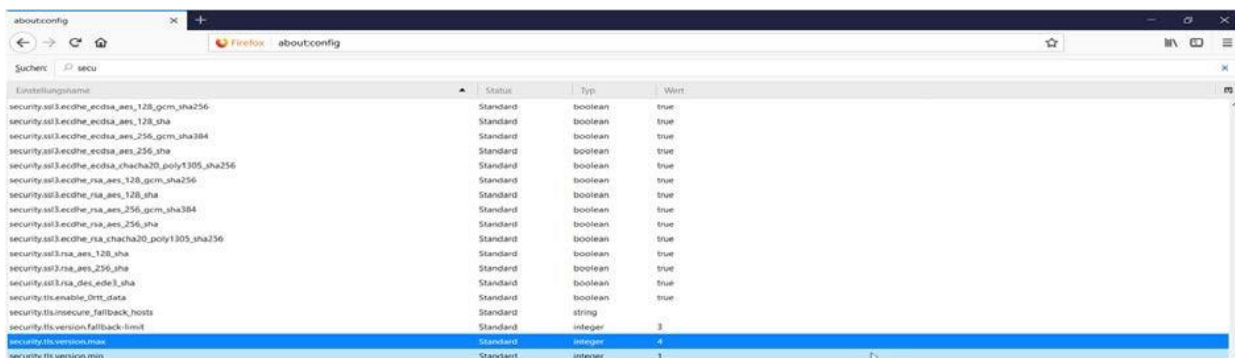 about:config
Firefox about:config
Suchen: secu
Einstellungsname Status Typ Wert
security.ssl3.ecdhe_ecdsa_aes_128_gcm_sha256 Standard boolean true
security.ssl3.ecdhe_ecdsa_aes_128_sha Standard boolean true
security.ssl3.ecdhe_ecdsa_aes_256_gcm_sha384 Standard boolean true
security.ssl3.ecdhe_ecdsa_aes_256_sha Standard boolean true
security.ssl3.ecdhe_ecdsa_chacha20_poly1305_sha256 Standard boolean true
security.ssl3.ecdhe_rsa_aes_128_gcm_sha256 Standard boolean true
security.ssl3.ecdhe_rsa_aes_128_sha Standard boolean true
security.ssl3.ecdhe_rsa_aes_256_gcm_sha384 Standard boolean true
security.ssl3.ecdhe_rsa_aes_256_sha Standard boolean true
security.ssl3.ecdhe_rsa_chacha20_poly1305_sha256 Standard boolean true
security.ssl3.rsa_aes_128_sha Standard boolean true
security.ssl3.rsa_aes_256_sha Standard boolean true
security.ssl3.rsa_des_ede3_sha Standard boolean true
security.tls.enable_0rtt_data Standard boolean true
security.tls.insecure_fallback_hosts Standard string
security.tls.version.fallback-limit Standard integer 3
security.tls.version.max Standard integer 4
security.tls.version.min Standard integer 1